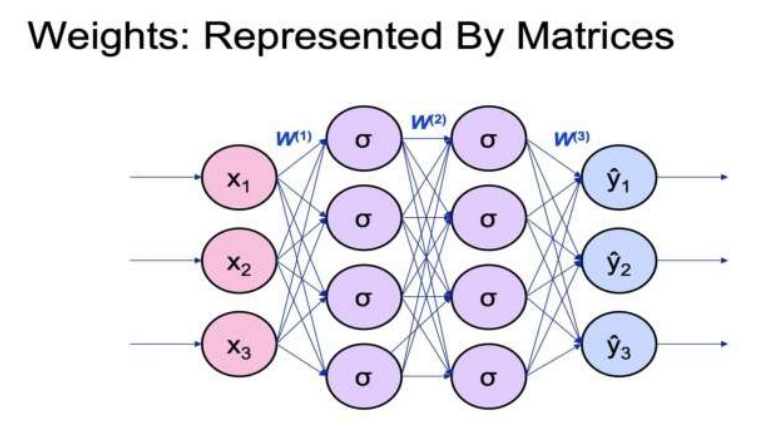 Weights: Represented By Matrices
W(1)
W(2)
W(3)
x1
x2
x3
σ
σ
σ
σ
σ
σ
σ
σ
ŷ1
ŷ2
ŷ3